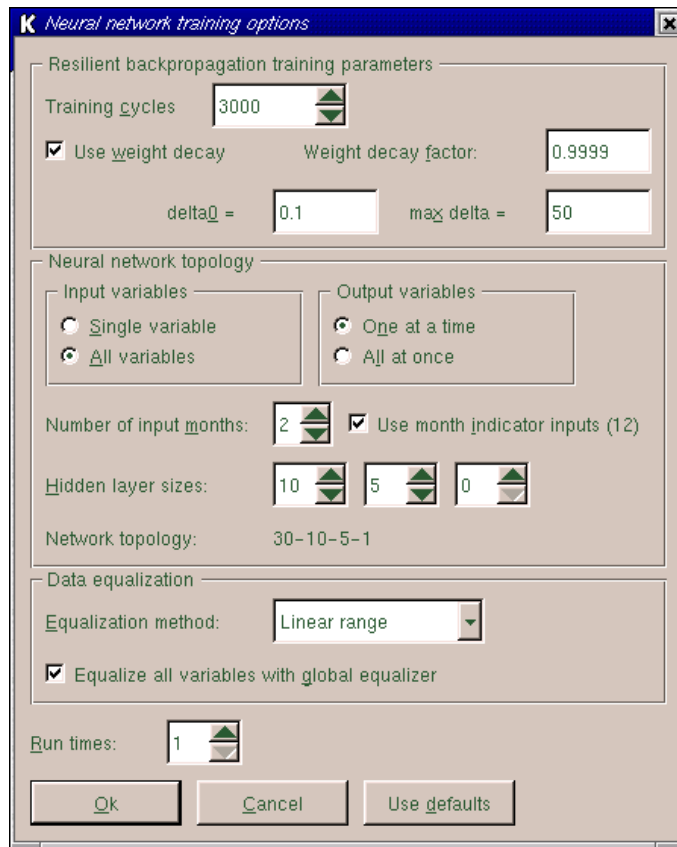 K Neural network training options
Resilient backpropagation training parameters
Training cycles 3000
Use weight decay Weight decay factor: 0.9999
delta0 = 0.1 max delta = 50
Neural network topology
Input variables Output variables
Single variable One at a time
All variables All at once
Number of input months: 2 Use month indicator inputs (12)
Hidden layer sizes: 10 5 0
Network topology: 30-10-5-1
Data equalization
Equalization method: Linear range
Equalize all variables with global equalizer
Run times: 1
Ok Cancel Use defaults